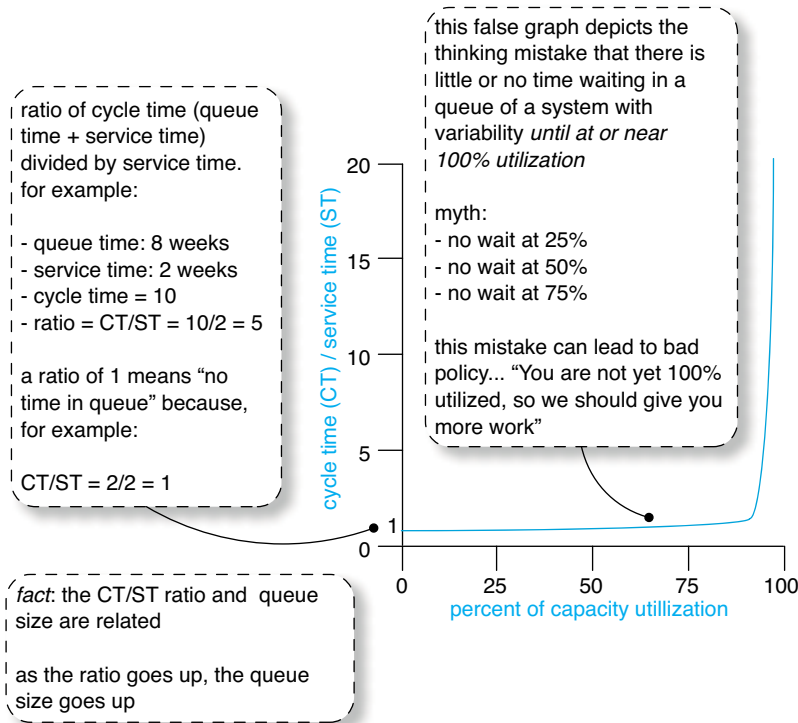 ratio of cycle time (queue
time + service time)
divided by service time.
for example:
- queue time: 8 weeks
- service time: 2 weeks
- cycle time = 10
- ratio = CT/ST = 10/2 = 5
a ratio of 1 means “no
time in queue” because,
for example:
CT/ST = 2/2 = 1
this false graph depicts the
thinking mistake that there is
little or no time waiting in a
queue of a system with
variability until at or near
100% utilization
myth:
- no wait at 25%
- no wait at 50%
- no wait at 75%
this mistake can lead to bad
policy... “You are not yet 100%
utilized, so we should give you
more work”
cycle time (CT) / service time (ST)
20
15
10
5
1
0
0 25 50 75 100
percent of capacity utillization
fact: the CT/ST ratio and queue
size are related
as the ratio goes up, the queue
size goes up